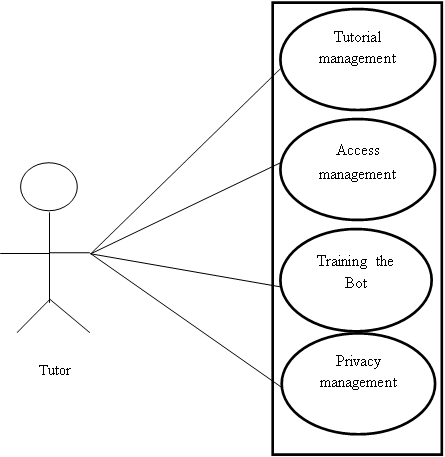 Tutorial
management
Access
management
Training the
Bot
Privacy
management
Tutor